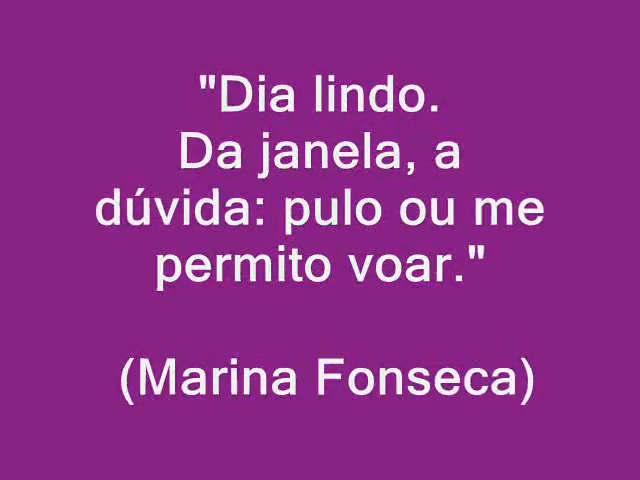 "Dia lindo.
Da janela, a
dúvida: pulo ou me
permito voar."
(Marina Fonseca)